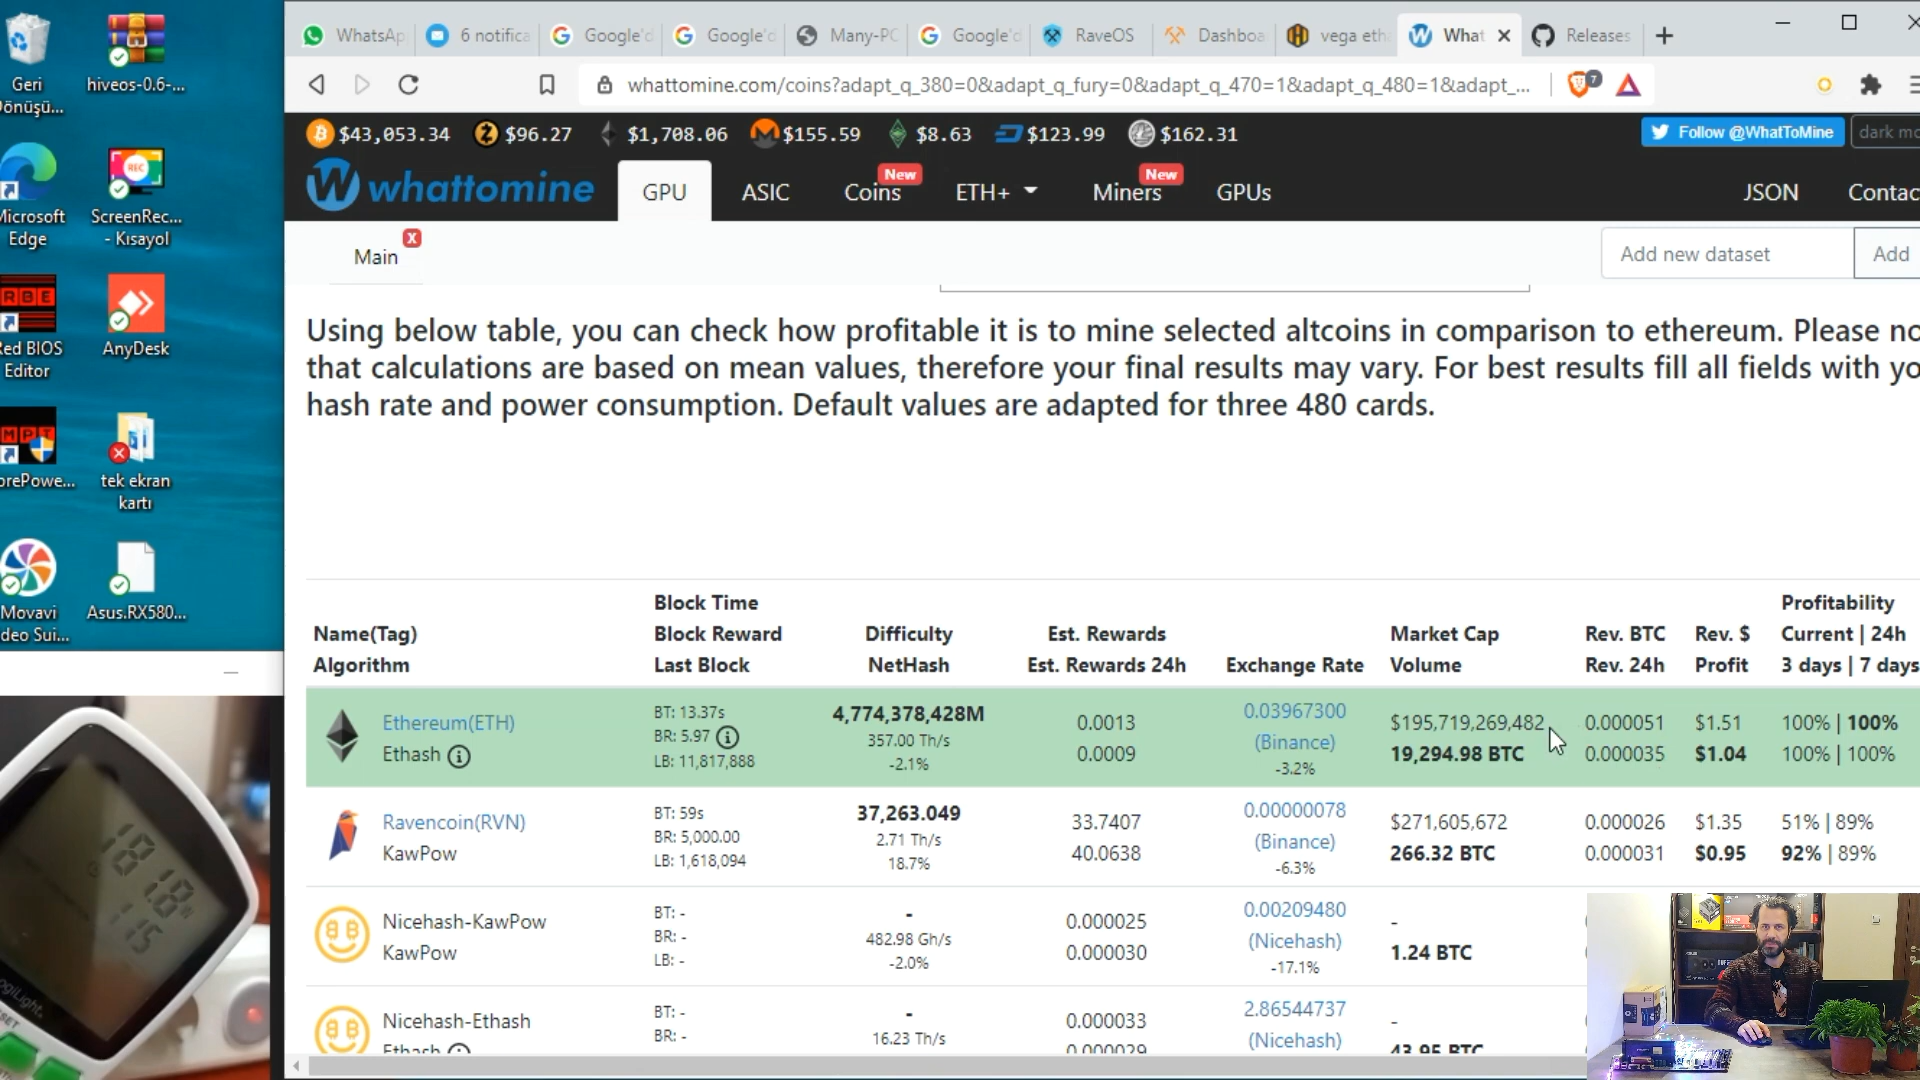 Geri
Dönüşü...
hiveos-0.6-...
Microsoft
Edge
REC
ScreenRec...
- Kısayol
RBE
Red BIOS
Editor
AnyDesk
MPT
orePowe...
tek ekran
kartı
Movavi
deo Sui...
Asus.RX580...
WhatsAp
6 notifica
Google'd
Google'd
Many-PC
Google'd
RaveOS
Dashboa
vega eth
What
Releases
whattomine.com/coins?adapt_q_380=0&adapt_q_fury=0&adapt_q_470=1&adapt_q_480=1&adapt_...
7
$43,053.34 $96.27 $1,708.06 $155.59 $8.63 $123.99 $162.31
Follow @WhatToMine
dark mo
whattomine
GPU
ASIC
Coins
New
ETH+
Miners
New
GPUs
JSON
Contac
Main
X
Add new dataset
Add
Using below table, you can check how profitable it is to mine selected altcoins in comparison to ethereum. Please no
that calculations are based on mean values, therefore your final results may vary. For best results fill all fields with yo
hash rate and power consumption. Default values are adapted for three 480 cards.
Name(Tag)
Algorithm
Block Time
Block Reward
Last Block
Difficulty
NetHash
Est. Rewards
Est. Rewards 24h
Exchange Rate
Market Cap
Volume
Rev. BTC
Rev. 24h
Rev. $
Profit
Profitability
Current | 24h
3 days | 7 days
Ethereum(ETH)
Ethash
BT: 13.37s
BR: 5.97
LB: 11,817,888
4,774,378,428M
357.00 Th/s
-2.1%
0.0013
0.0009
0.03967300
(Binance)
-3.2%
$195,719,269,482
19,294.98 BTC
0.000051
0.000035
$1.51
$1.04
100% | 100%
100% | 100%
Ravencoin(RVN)
KawPow
BT: 59s
BR: 5,000.00
LB: 1,618,094
37,263.049
2.71 Th/s
18.7%
33.7407
40.0638
0.00000078
(Binance)
-6.3%
$271,605,672
266.32 BTC
0.000026
0.000031
$1.35
$0.95
51% | 89%
92% | 89%
Nicehash-KawPow
KawPow
BT: -
BR: -
LB: -
-
482.98 Gh/s
-2.0%
0.000025
0.000030
0.00209480
(Nicehash)
-17.1%
-
1.24 BTC
Nicehash-Ethash
Ethash
BT: -
BR: -
-
16.23 Th/s
0.000033
0.000029
2.86544737
(Nicehash)
-
43.95 BTC